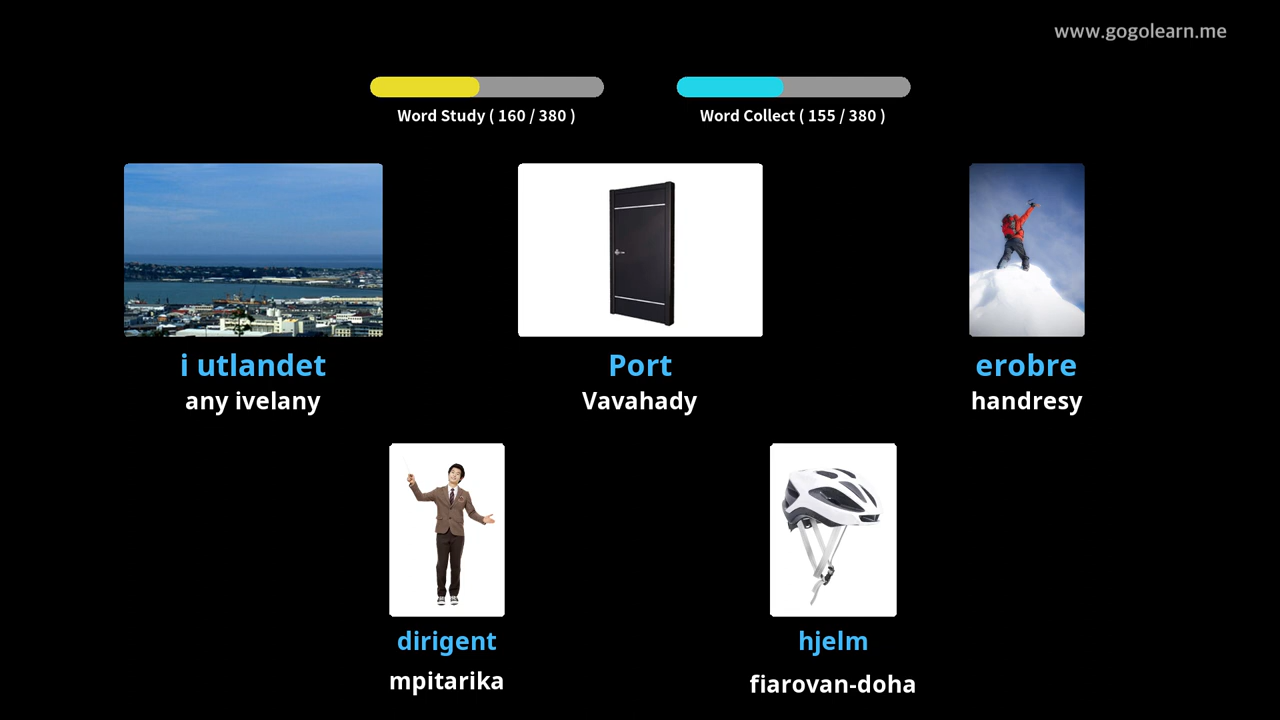 www.gogolearn.me
Word Study ( 160 / 380 )
Word Collect ( 155 / 380 )
i utlandet
any ivelany
Port
Vavahady
erobre
handresy
dirigent
mpitarika
hjelm
fiarovan-doha